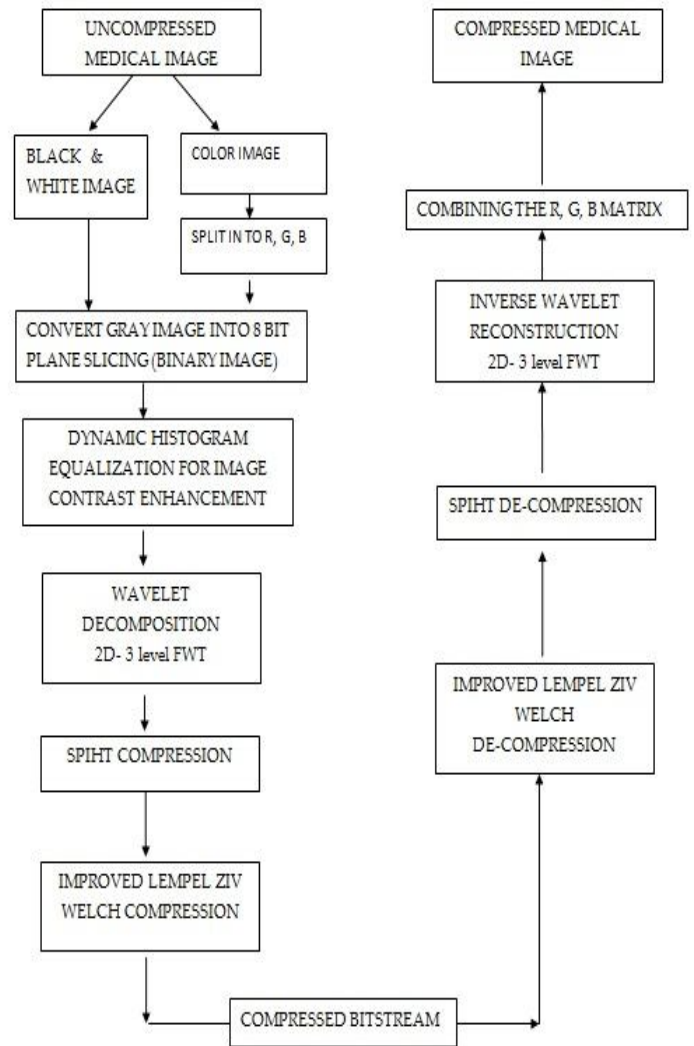 UNCOMPRESSED
MEDICAL IMAGE
BLACK &
WHITE IMAGE
COLOR IMAGE
SPLIT IN TO R, G, B
CONVERT GRAY IMAGE INTO 8 BIT
PLANE SLICING (BINARY IMAGE)
DYNAMIC HISTOGRAM
EQUALIZATION FOR IMAGE
CONTRAST ENHANCEMENT
WAVELET
DECOMPOSITION
2D- 3 level FWT
SPIHT COMPRESSION
IMPROVED LEMPEL ZIV
WELCH COMPRESSION
COMPRESSED BITSTREAM
IMPROVED LEMPEL ZIV
WELCH
DE-COMPRESSION
SPIHT DE-COMPRESSION
INVERSE WAVELET
RECONSTRUCTION
2D- 3 level FWT
COMBINING THE R, G, B MATRIX
COMPRESSED MEDICAL
IMAGE